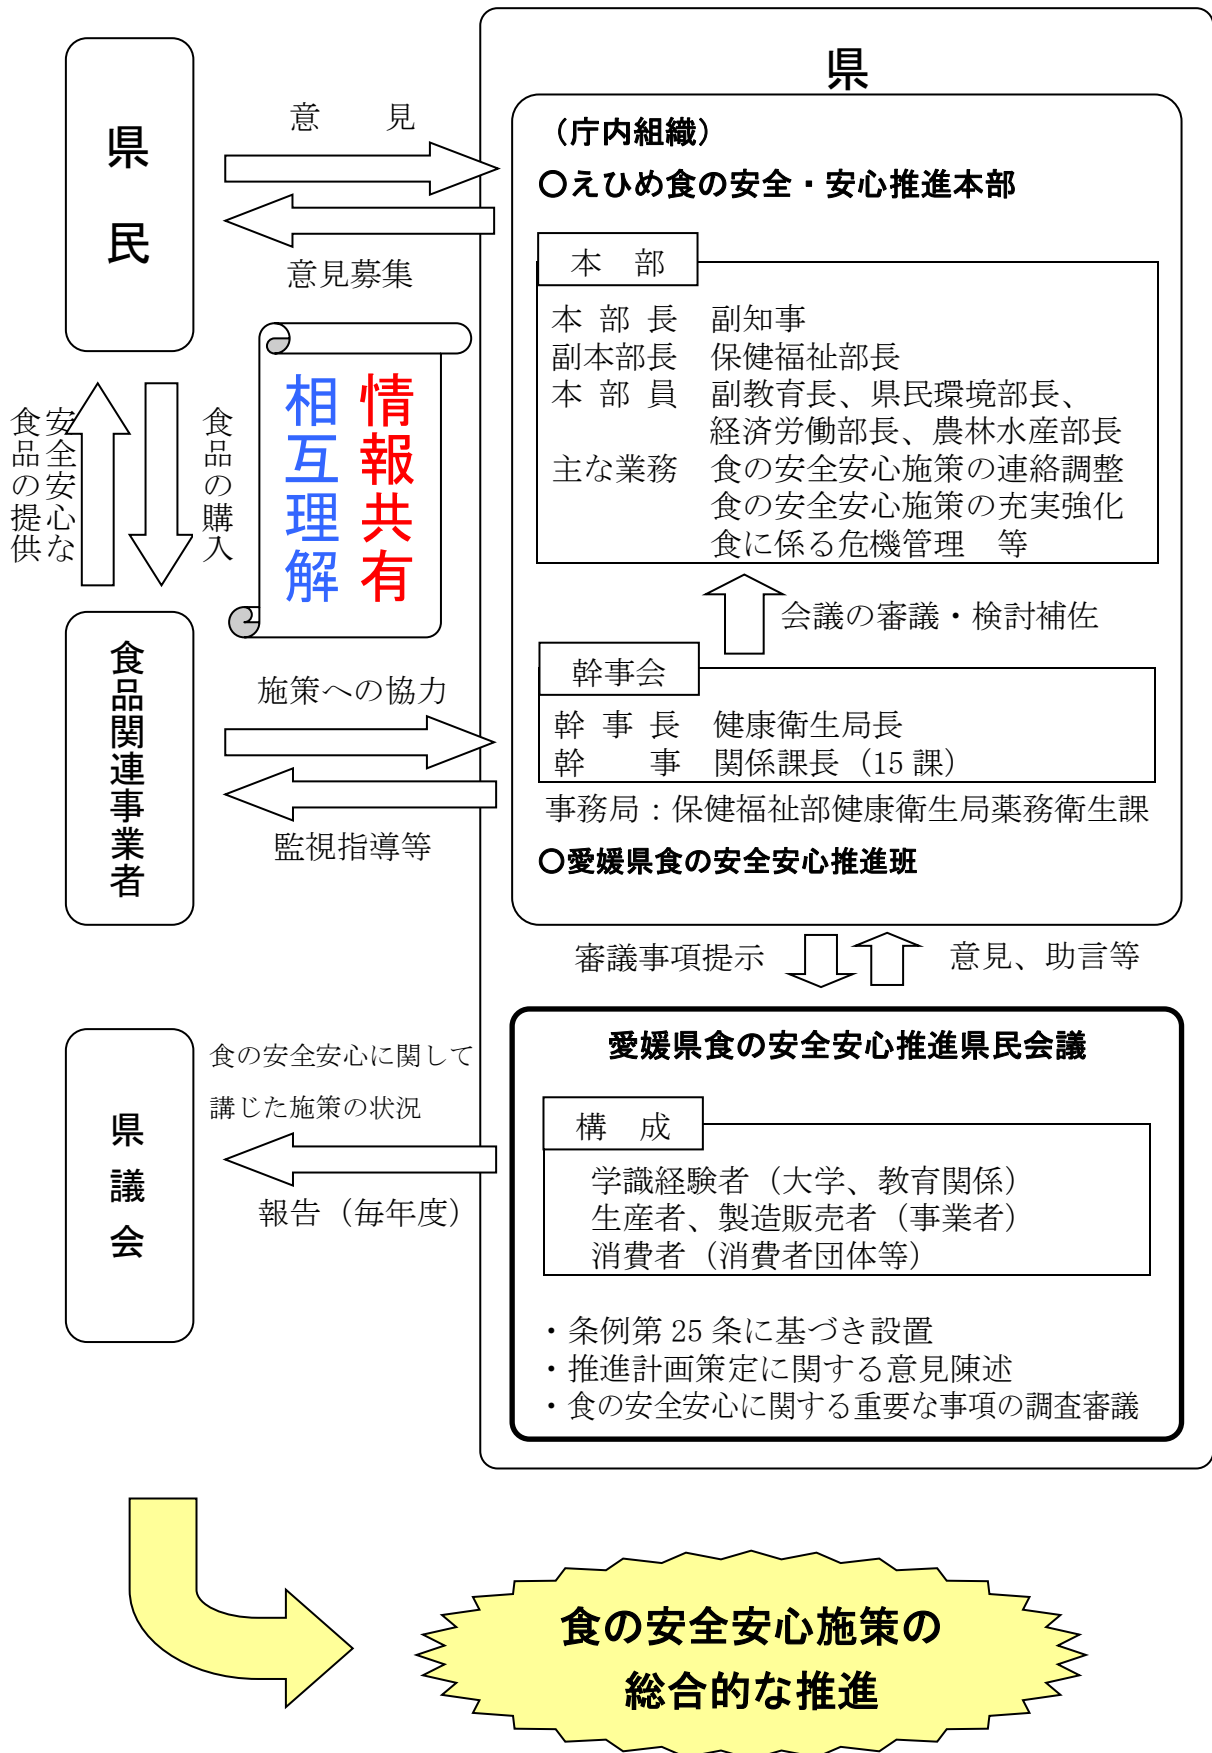 県
県民
意　見
意見募集
（庁内組織）
○えひめ食の安全・安心推進本部
本　部
本部長　副知事
副本部長　保健福祉部長
本部員　副教育長、県民環境部長、
経済労働部長、農林水産部長
主な業務　食の安全安心施策の連絡調整
食の安全安心施策の充実強化
食に係る危機管理　等
安全安心な
食品の提供
食品の購入
情報共有
相互理解
会議の審議・検討補佐
食品関連事業者
施策への協力
監視指導等
幹事会
幹事長　健康衛生局長
幹　事　関係課長（15課）
事務局：保健福祉部健康衛生局薬務衛生課
○愛媛県食の安全安心推進班
審議事項提示
意見、助言等
県議会
食の安全安心に関して
講じた施策の状況
報告（毎年度）
愛媛県食の安全安心推進県民会議
構　成
学識経験者（大学、教育関係）
生産者、製造販売者（事業者）
消費者（消費者団体等）
・条例第25条に基づき設置
・推進計画策定に関する意見陳述
・食の安全安心に関する重要な事項の調査審議
食の安全安心施策の
総合的な推進